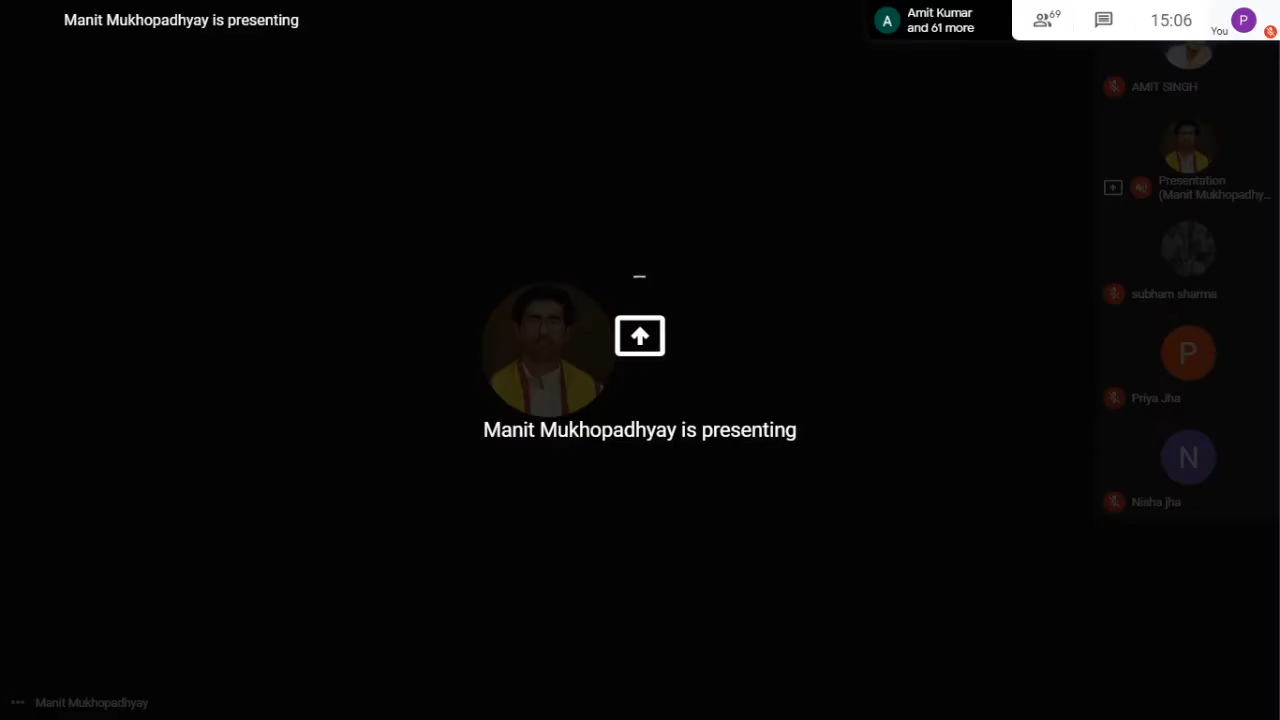 Manit Mukhopadhyay is presenting
A
Amit Kumar
and 61 more
69
15:06
You
P
AMIT SINGH
Presentation
(Manit Mukhopadhy...
subham sharma
P
Priya Jha
N
Nisha jha
Manit Mukhopadhyay is presenting
Manit Mukhopadhyay